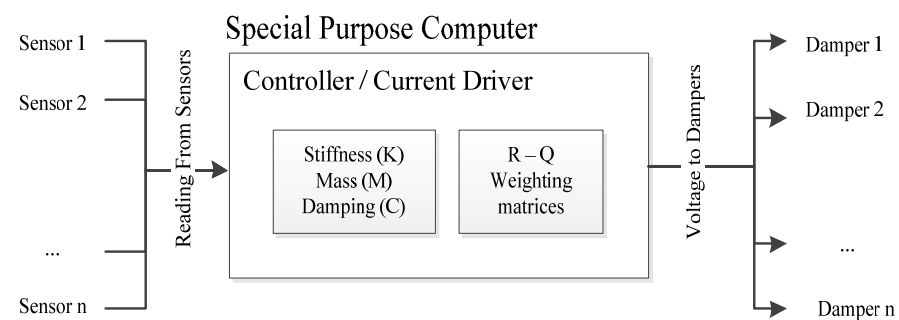 Special Purpose Computer
Sensor 1
Sensor 2
...
Sensor n
Reading From Sensors
Controller / Current Driver
Stiffness (K)
Mass (M)
Damping (C)
R – Q
Weighting
matrices
Voltage to Dampers
Damper 1
Damper 2
...
Damper n